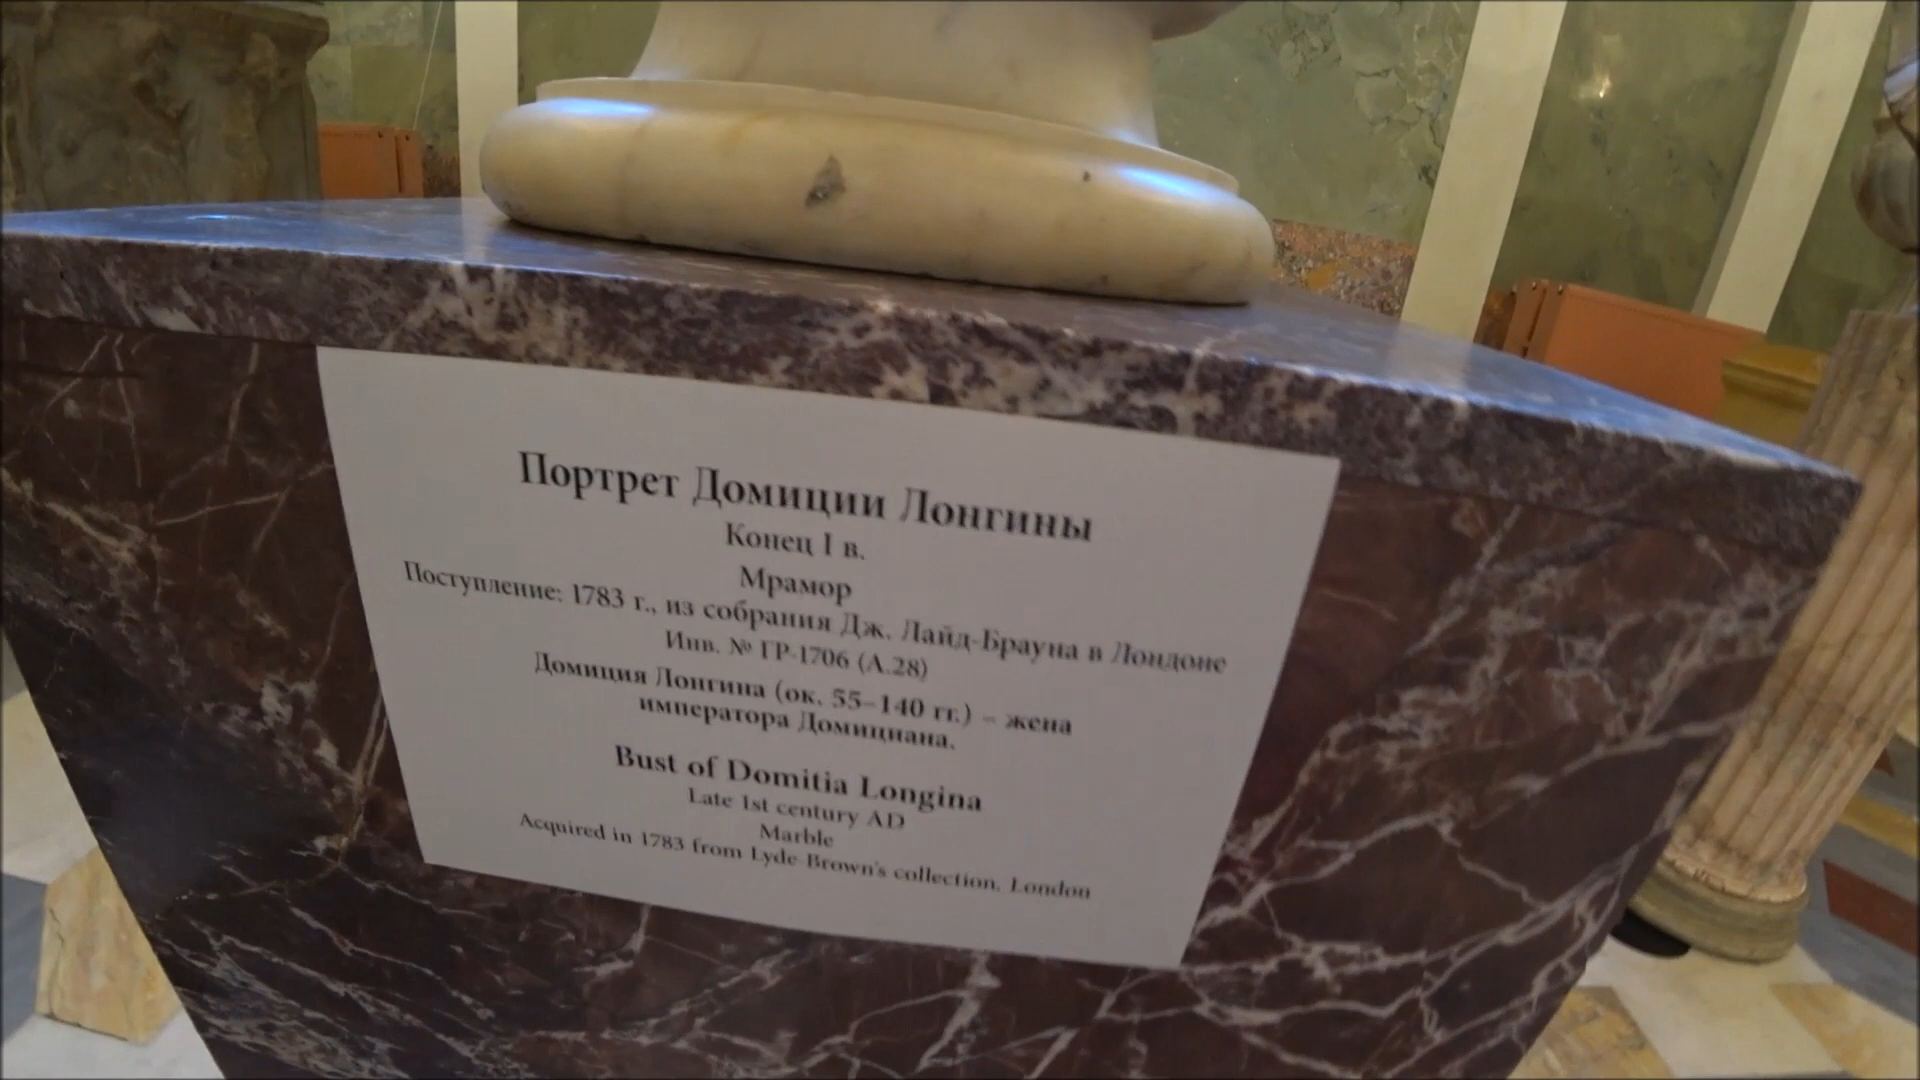 Портрет Домиции Лонгины
Конец I в.
Мрамор
Поступление: 1783 г., из собрания Дж. Лайд-Брауна в Лондоне
Инв. № ГР-1706 (А.28)
Домиция Лонгина (ок. 55–140 гг.) – жена
императора Домициана.
Bust of Domitia Longina
Late 1st century AD
Marble
Acquired in 1783 from Lyde-Brown's collection, London